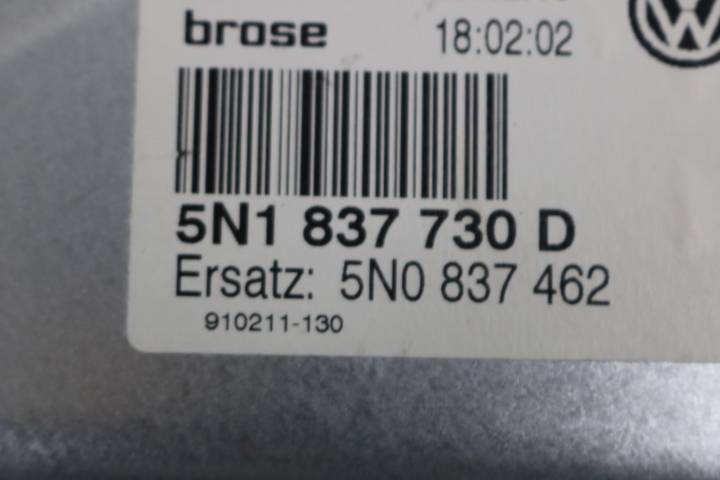 brose 18:02:02
5N1 837 730 D
Ersatz: 5N0 837 462
910211-130